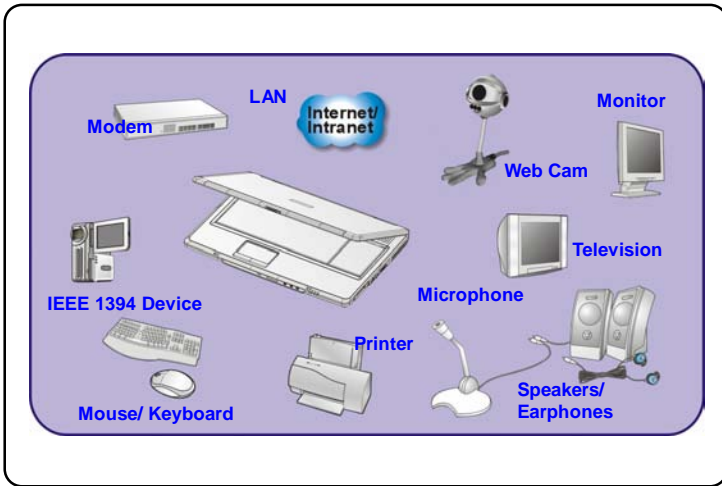 LAN
Internet/
Intranet
Modem
Monitor
Web Cam
Television
IEEE 1394 Device
Microphone
Printer
Mouse/ Keyboard
Speakers/
Earphones